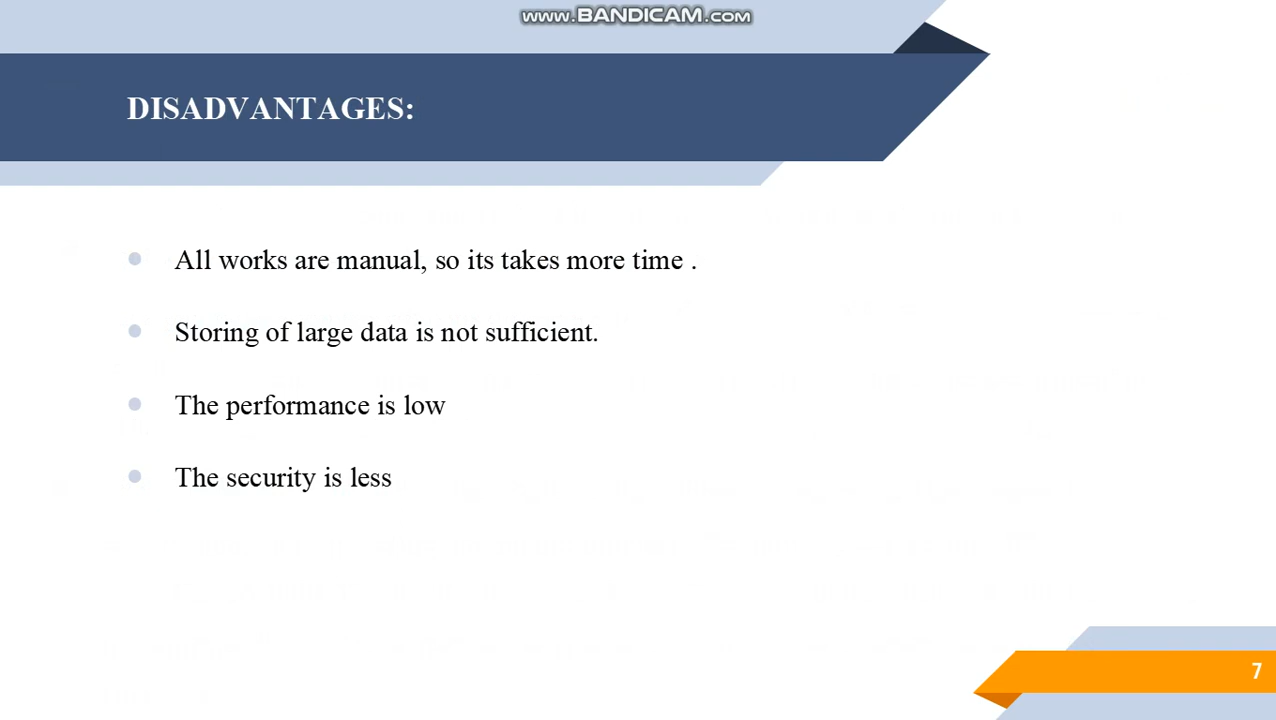 www.BANDICAM.com
DISADVANTAGES:
All works are manual, so its takes more time .
Storing of large data is not sufficient.
The performance is low
The security is less
7